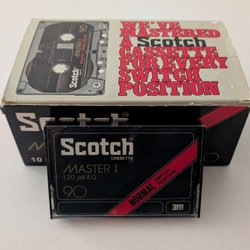 WE'VE
MASTERED
A Scotch
CASSETTE
FOR EVERY
SWITCH
POSITION
Scotch
MASTER I
10
Scotch
CASSETTE
MASTER I
120 µs EQ
90
NORMAL
3M